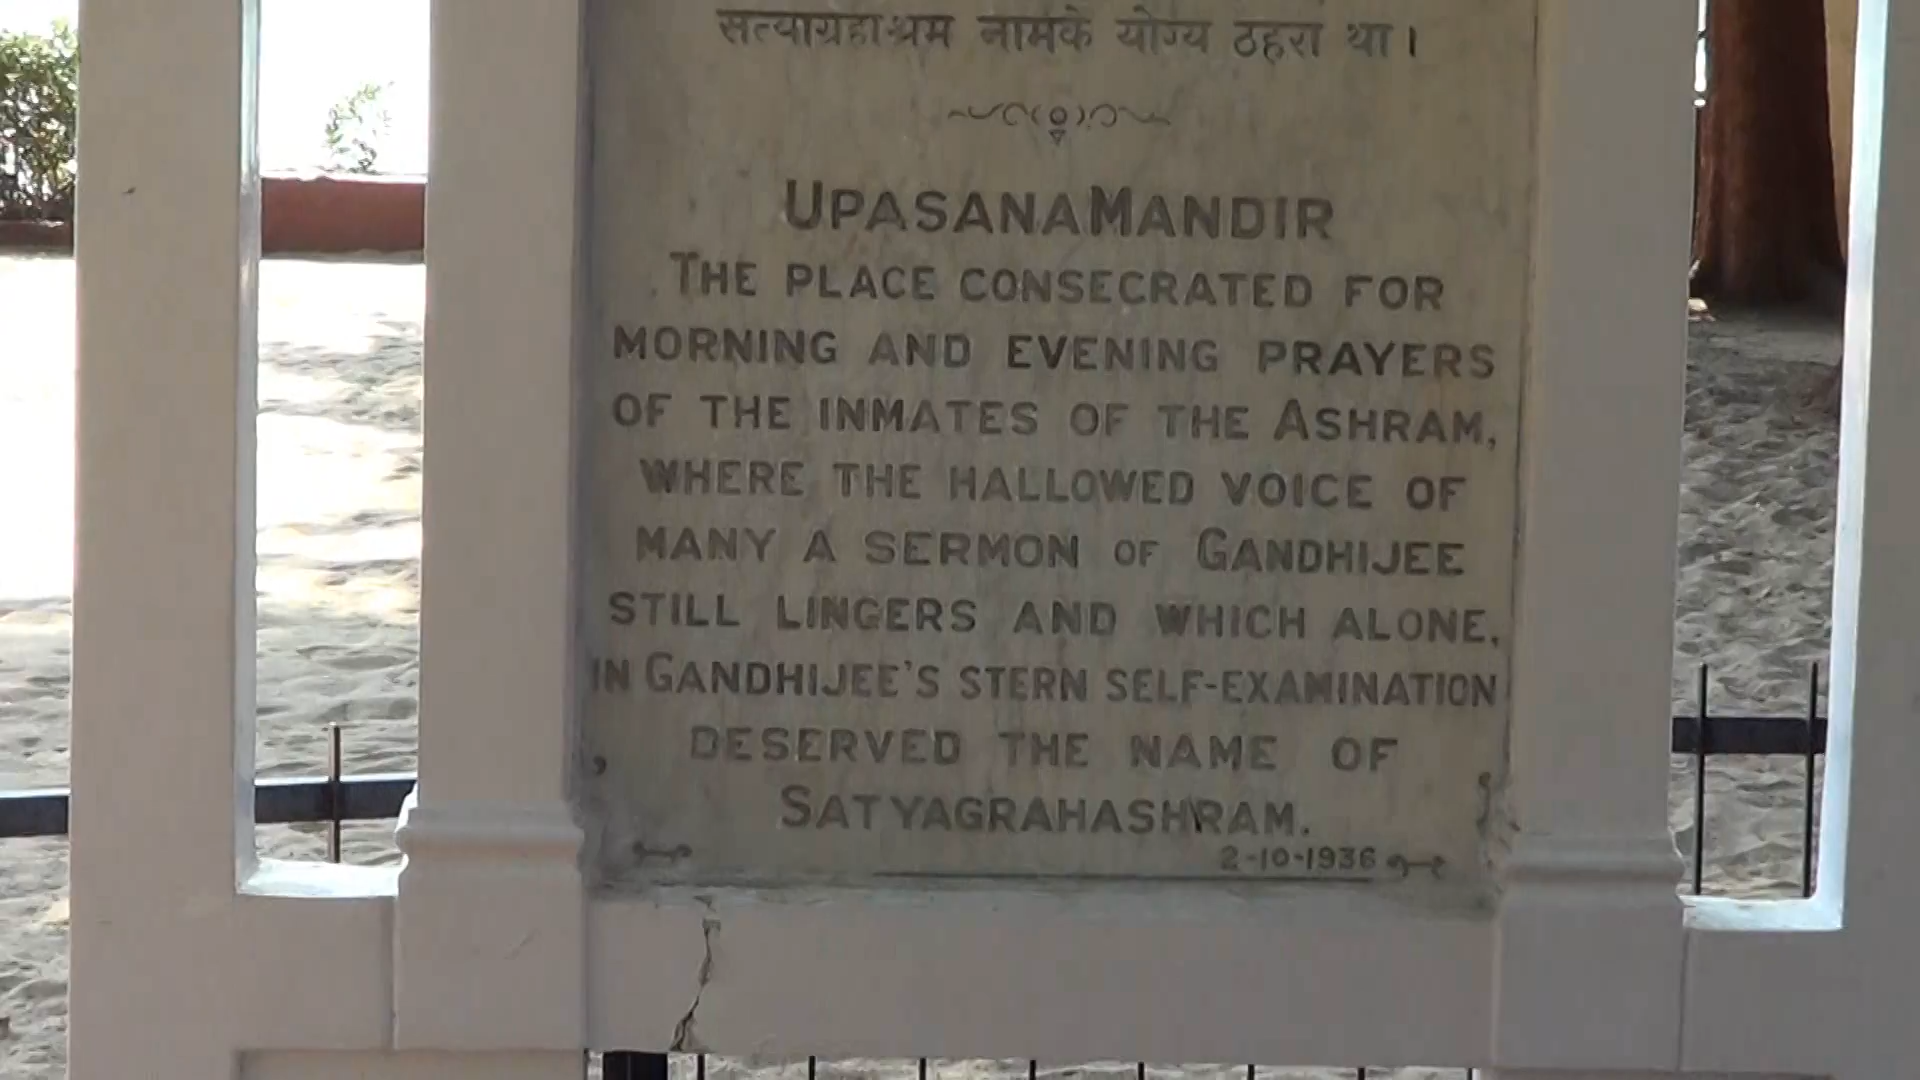 सत्याग्रहाश्रम नामके योग्य ठहरा था।
UPASANAMANDIR
THE PLACE CONSECRATED FOR
MORNING AND EVENING PRAYERS
OF THE INMATES OF THE ASHRAM,
WHERE THE HALLOWED VOICE OF
MANY A SERMON OF GANDHIJEE
STILL LINGERS AND WHICH ALONE,
IN GANDHIJEE'S STERN SELF-EXAMINATION
DESERVED THE NAME OF
SATYAGRAHASHRAM.
2-10-1936